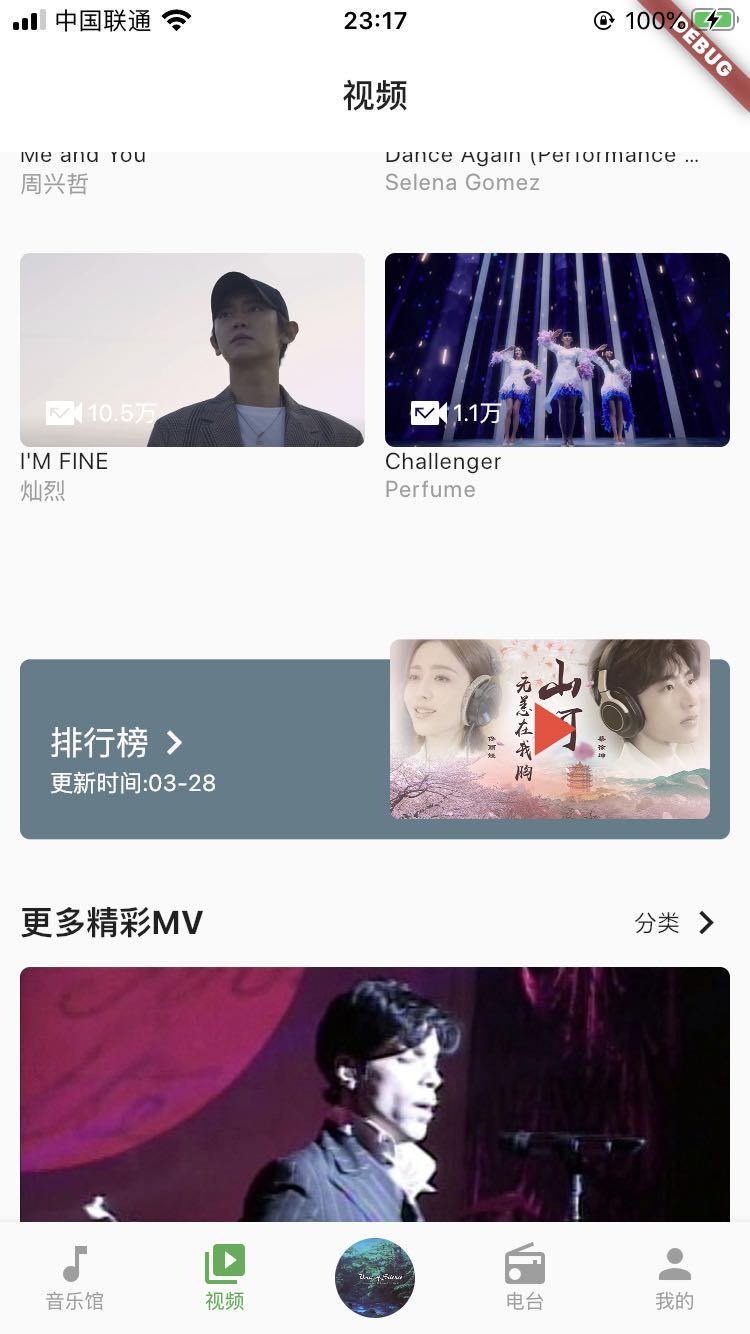 中国联通
23:17
100%
DEBUG
视频
Me and You
Dance Again (Performance ...
周兴哲
Selena Gomez
10.5万
1.1万
I'M FINE
Challenger
灿烈
Perfume
山河
无恙在我胸
蔡徐坤
排行榜
更新时间:03-28
更多精彩MV
分类
音乐馆
视频
电台
我的